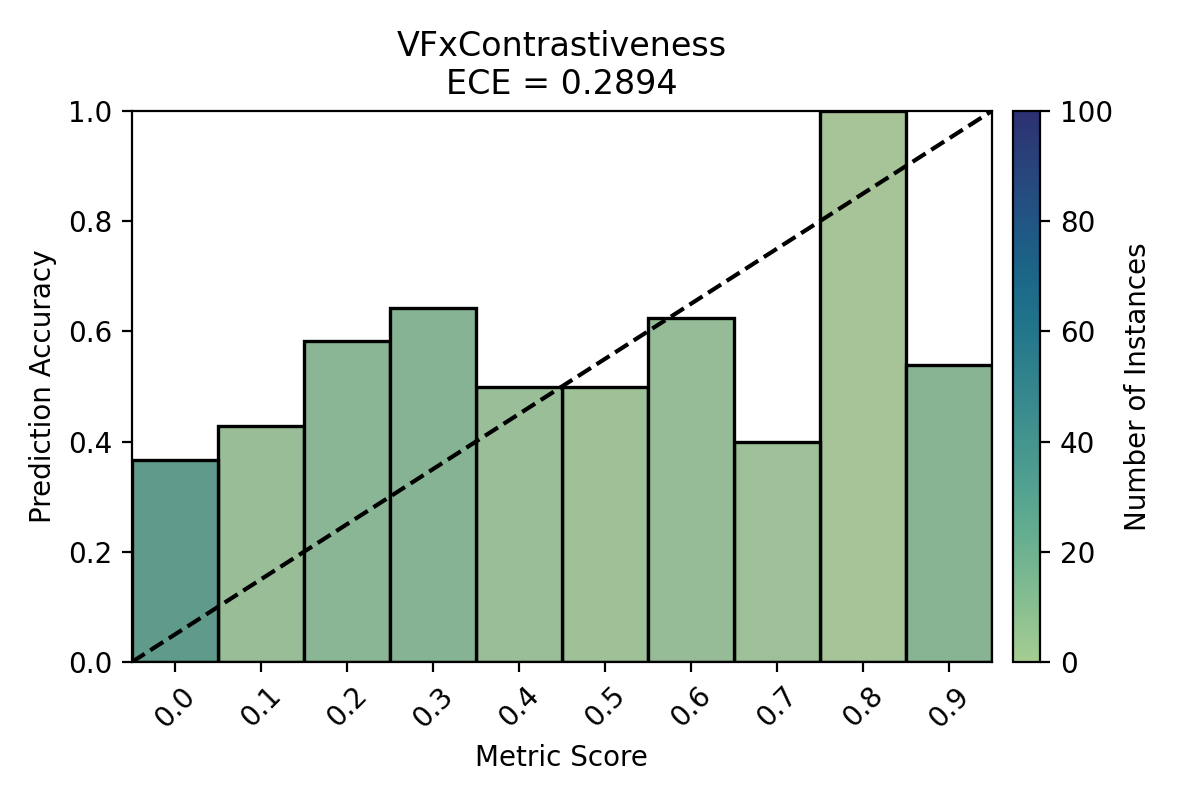 VFxContrastiveness
ECE = 0.2894
1.0
0.8
0.6
0.4
0.2
0.0
Prediction Accuracy
0.0 0.1 0.2 0.3 0.4 0.5 0.6 0.7 0.8 0.9
Metric Score
100
80
60
40
20
0
Number of Instances